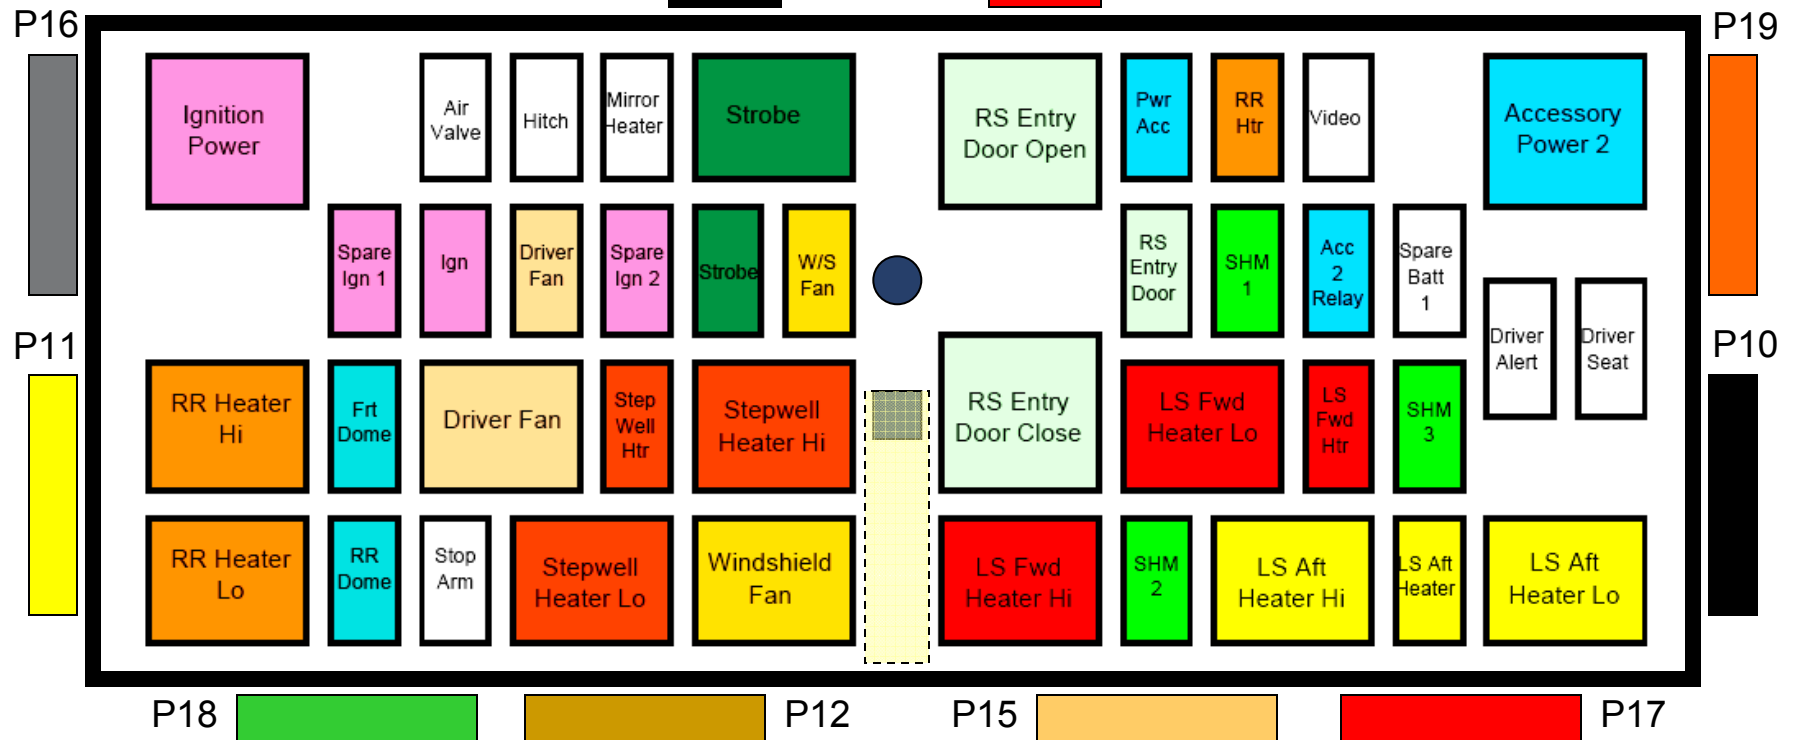 P16
P19
Ignition
Power
Air
Valve
Hitch
Mirror
Heater
Strobe
RS Entry
Door Open
Pwr
Acc
RR
Htr
Video
Accessory
Power 2
Spare
Ign 1
Ign
Driver
Fan
Spare
Ign 2
Strobe
W/S
Fan
RS
Entry
Door
SHM
1
Acc
2
Relay
Spare
Batt
1
Driver
Alert
Driver
Seat
P11
P10
RR Heater
Hi
Frt
Dome
Driver Fan
Step
Well
Htr
Stepwell
Heater Hi
RS Entry
Door Close
LS Fwd
Heater Lo
LS
Fwd
Htr
SHM
3
RR Heater
Lo
RR
Dome
Stop
Arm
Stepwell
Heater Lo
Windshield
Fan
LS Fwd
Heater Hi
SHM
2
LS Aft
Heater Hi
LS Aft
Heater
LS Aft
Heater Lo
P18
P12
P15
P17